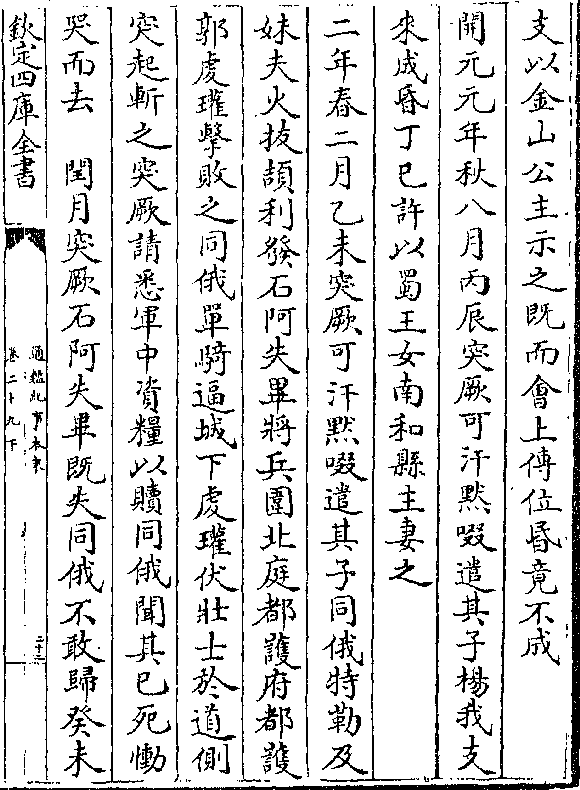 支以金山公主示之既而會上傳位昏竟不成
開元元年秋八月丙辰突厥可汗黙啜遣其子楊我支
來成昏丁巳許以蜀王女南和縣主妻之
二年春二月乙未突厥可汗黙啜遣其子同俄特勒及
妹夫火拔頡利發石阿失畢將兵圍北庭都護府都護
郭䖍瓘擊敗之同俄單騎逼城下䖍瓘伏壯士於道側
突起斬之突厥請悉軍中資糧以贖同俄聞其已死慟
哭而去 閏月突厥石阿失畢既失同俄不敢歸癸未
欽定四庫全書
通鑑紀事本末
卷二十九下
二十三